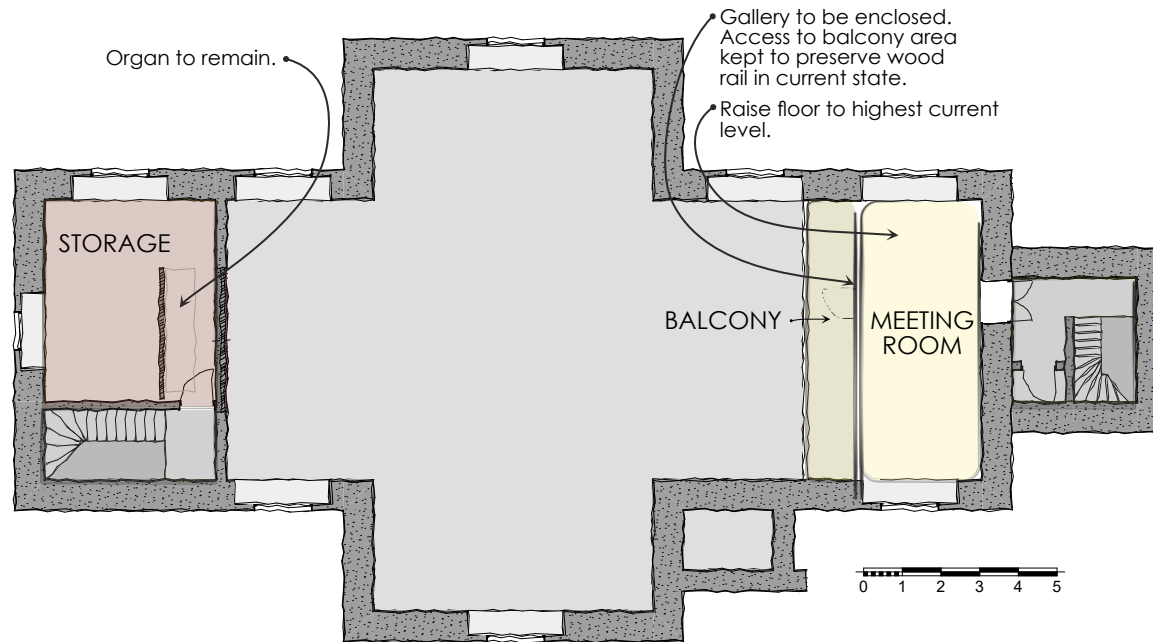 Organ to remain.
Gallery to be enclosed.
Access to balcony area
kept to preserve wood
rail in current state.
Raise floor to highest current
level.
STORAGE
BALCONY
MEETING
ROOM
0 1 2 3 4 5